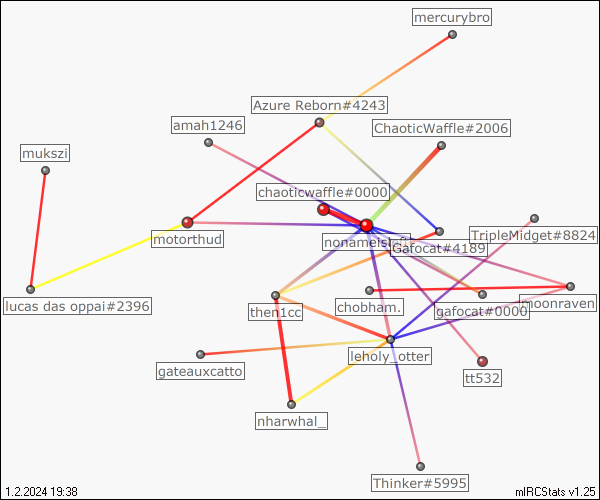 mercurybro
Azure Reborn#4243
amah1246
ChaoticWaffle#2006
mukszi
chaoticwaffle#0000
TripleMidget#8824
motorthud
Gafocat#4189
lucas das oppai#2396
then1cc
chobham.
gafocat#0000
moonraven
leholy_otter
gateauxcatto
tt532
nharwhal_
Thinker#5995
1.2.2024 19:38
mIRCStats v1.25